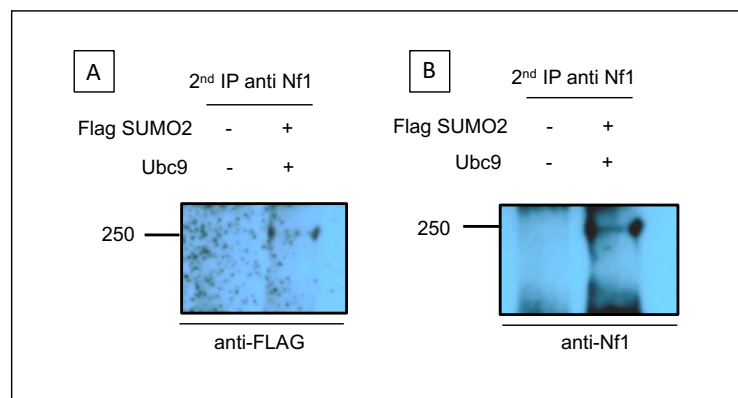 A
2nd IP anti Nf1
Flag SUMO2 - +
Ubc9 - +
250
anti-FLAG
B
2nd IP anti Nf1
Flag SUMO2 - +
Ubc9 - +
250
anti-Nf1